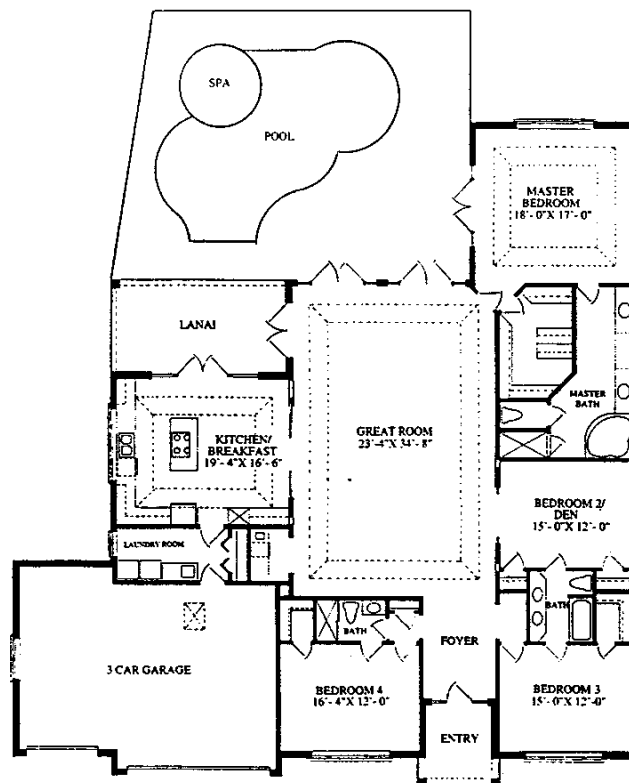 SPA
POOL
MASTER
BEDROOM
18'-0"X 17'-0"
LANAI
KITCHEN/
BREAKFAST
19'-4"X 16'-6"
GREAT ROOM
23'-4"X 34'-8"
MASTER
BATH
BEDROOM 2/
DEN
15'-0"X 12'-0"
LAUNDRY ROOM
BATH
BATH
FOYER
3 CAR GARAGE
BEDROOM 4
16'-4"X 12'-0"
BEDROOM 3
15'-0"X 12'-0"
ENTRY